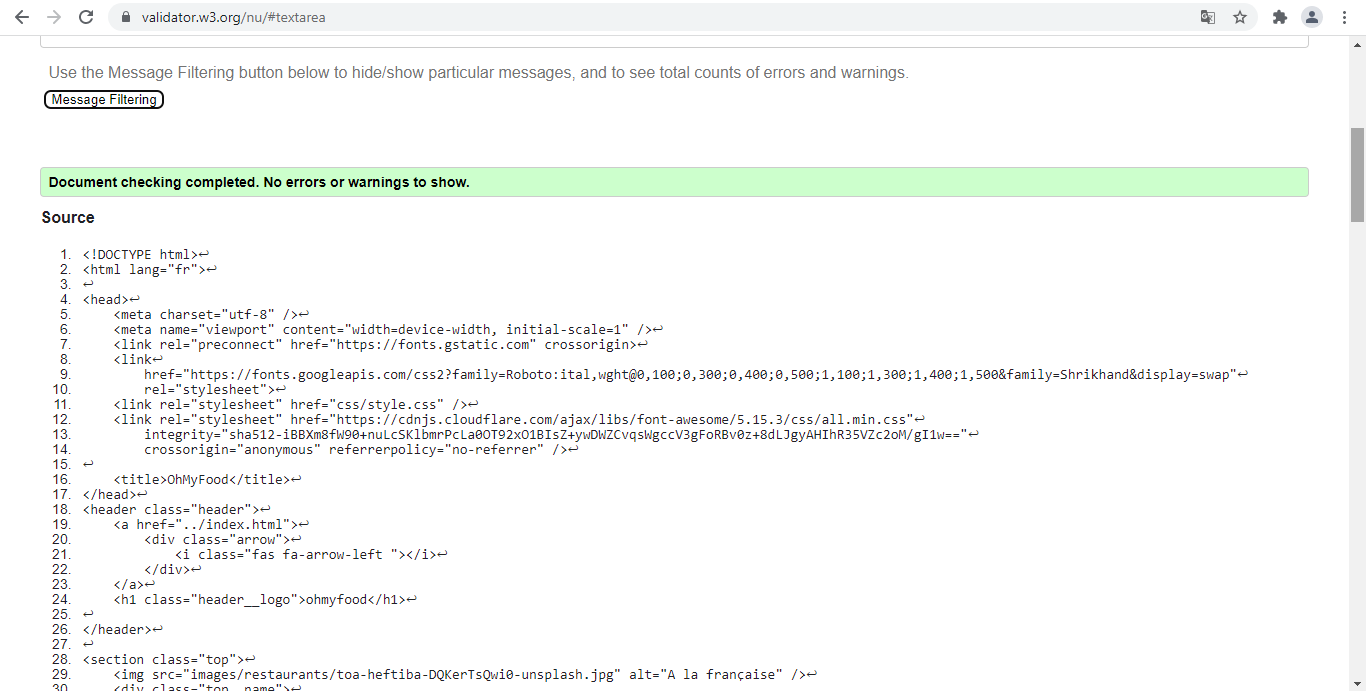 validator.w3.org/nu/#textarea
Use the Message Filtering button below to hide/show particular messages, and to see total counts of errors and warnings.
Message Filtering
Document checking completed. No errors or warnings to show.
Source
1. <!DOCTYPE html>↩
2. <html lang="fr">↩
3. ↩
4. <head>↩
5.     <meta charset="utf-8" />↩
6.     <meta name="viewport" content="width=device-width, initial-scale=1" />↩
7.     <link rel="preconnect" href="https://fonts.gstatic.com" crossorigin>↩
8.     <link↩
9.         href="https://fonts.googleapis.com/css2?family=Roboto:ital,wght@0,100;0,300;0,400;0,500;1,100;1,300;1,400;1,500&family=Shrikhand&display=swap"↩
10.         rel="stylesheet">↩
11.     <link rel="stylesheet" href="css/style.css" />↩
12.     <link rel="stylesheet" href="https://cdnjs.cloudflare.com/ajax/libs/font-awesome/5.15.3/css/all.min.css"↩
13.         integrity="sha512-iBBXm8fW90+nuLcSKlbmrPcLa0OT92xO1BIsZ+ywDWZCvqsWgccV3gFoRBv0z+8dLJgyAHIhR35VZc2oM/gI1w=="↩
14.         crossorigin="anonymous" referrerpolicy="no-referrer" />↩
15. ↩
16.     <title>OhMyFood</title>↩
17. </head>↩
18. <header class="header">↩
19.     <a href="../index.html">↩
20.         <div class="arrow">↩
21.             <i class="fas fa-arrow-left "></i>↩
22.         </div>↩
23.     </a>↩
24.     <h1 class="header__logo">ohmyfood</h1>↩
25. ↩
26. </header>↩
27. ↩
28. <section class="top">↩
29.     <img src="images/restaurants/toa-heftiba-DQKerTsQwi0-unsplash.jpg" alt="A la française" />↩
30.     <div class="top__name">↩